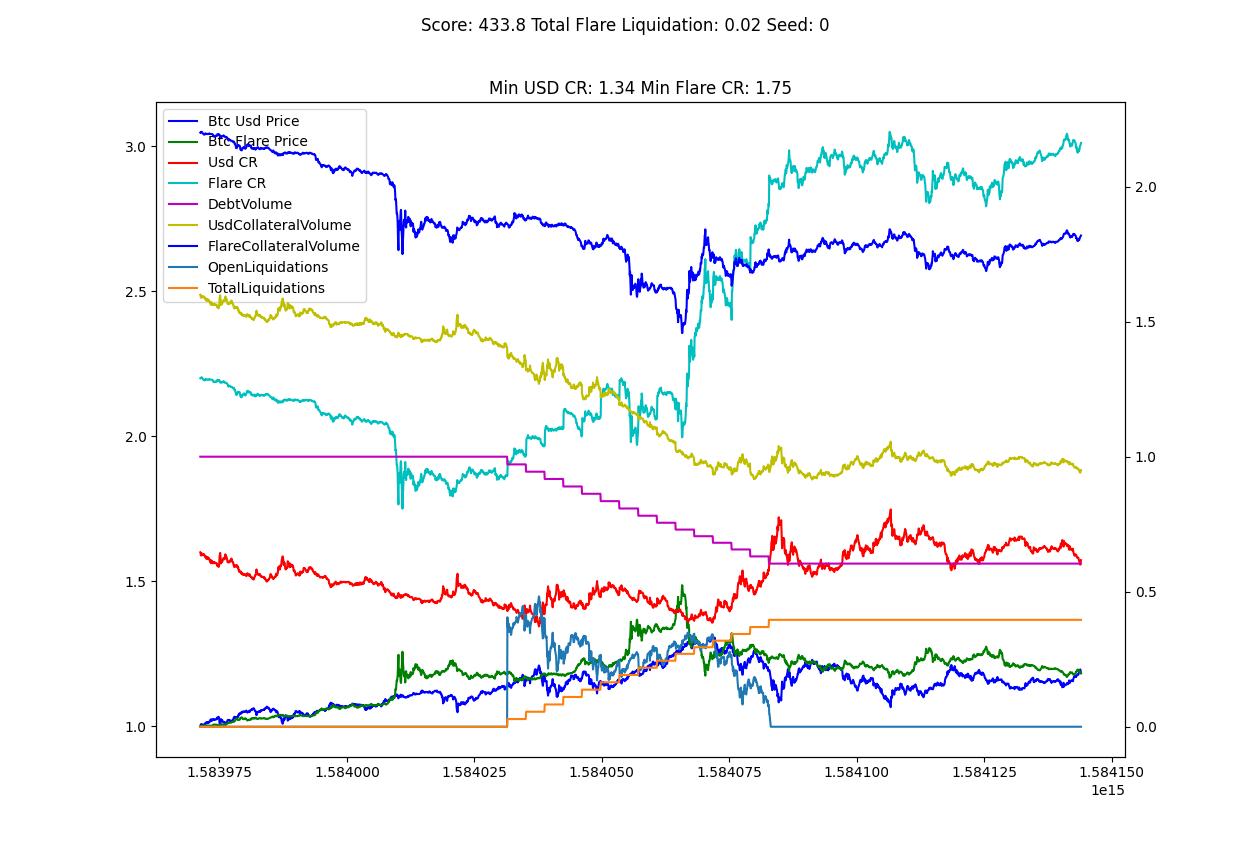 Score: 433.8 Total Flare Liquidation: 0.02 Seed: 0
Min USD CR: 1.34 Min Flare CR: 1.75
Btc Usd Price
Btc Flare Price
Usd CR
Flare CR
DebtVolume
UsdCollateralVolume
FlareCollateralVolume
OpenLiquidations
TotalLiquidations
3.0
2.5
2.0
1.5
1.0
2.0
1.5
1.0
0.5
0.0
1.583975 1.584000 1.584025 1.584050 1.584075 1.584100 1.584125 1.584150
1e15